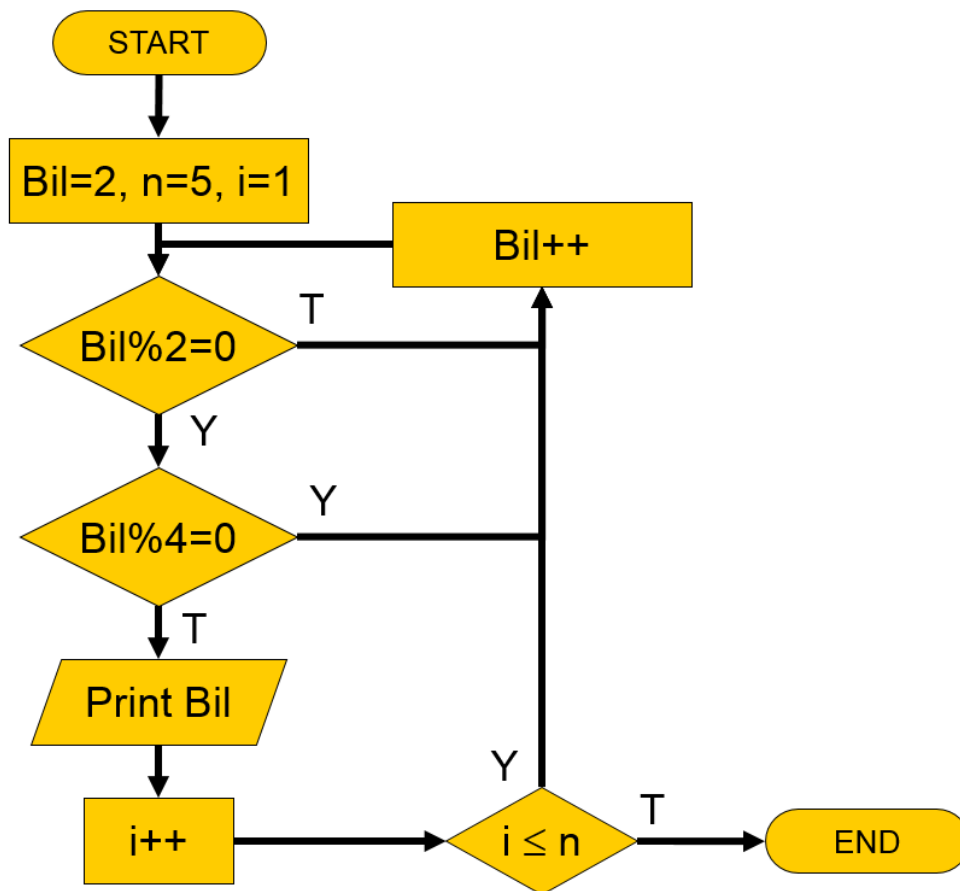 START
Bil=2, n=5, i=1
Bil++
Bil%2=0
T
Y
Bil%4=0
Y
T
Print Bil
i++
i ≤ n
Y
T
END